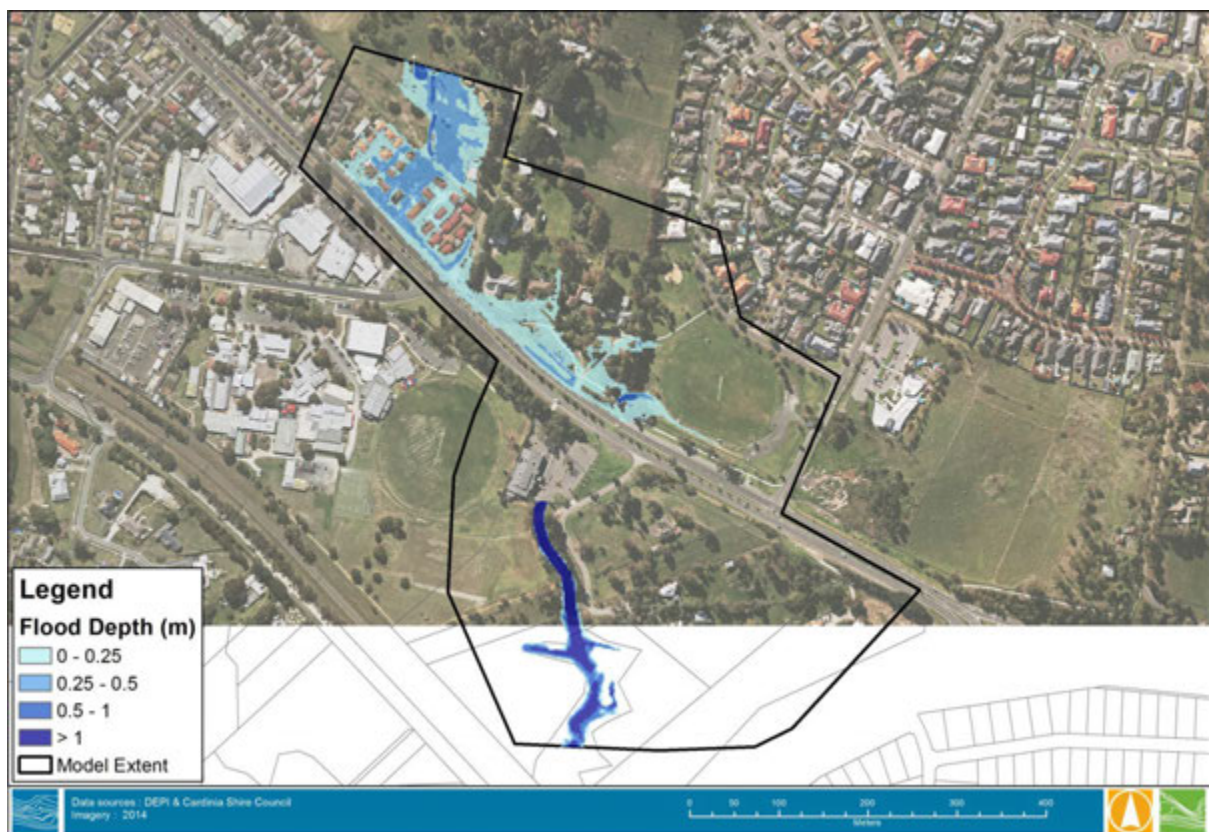 Legend
Flood Depth (m)
0 - 0.25
0.25 - 0.5
0.5 - 1
> 1
Model Extent
Data sources : DEPI & Cardinia Shire Council
Imagery : 2014
0 50 100 200 300 400
Meters